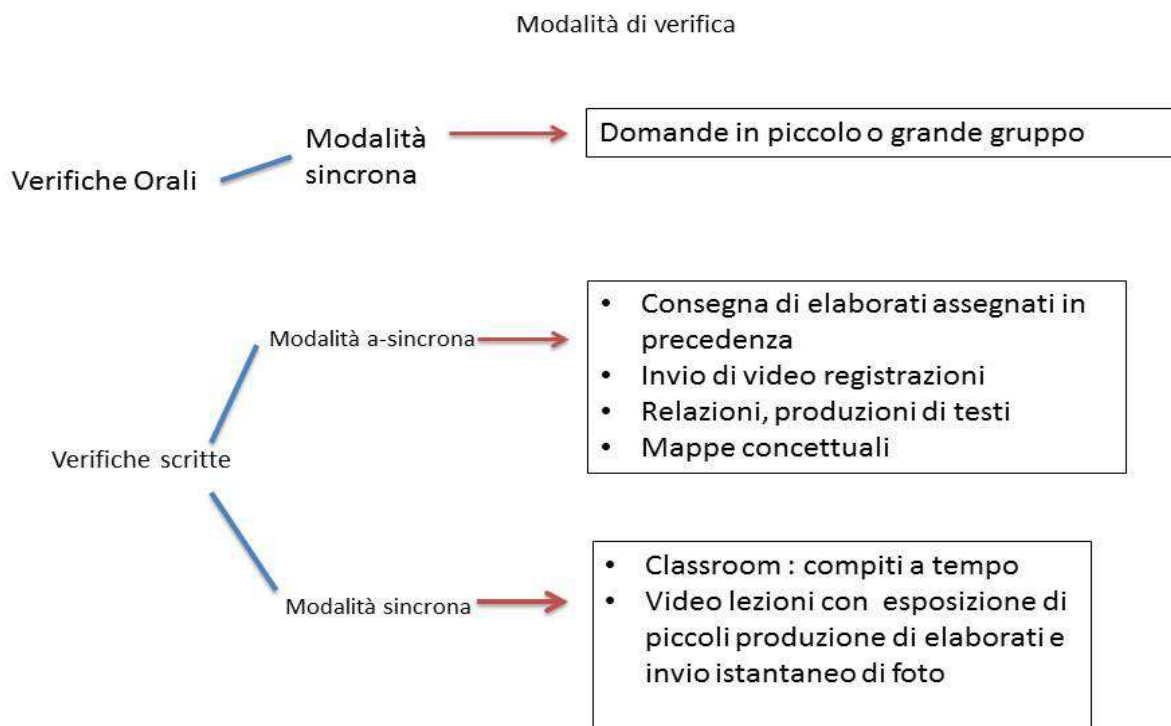 Modalità di verifica
Verifiche Orali
Modalità
sincrona
Domande in piccolo o grande gruppo
Verifiche scritte
Modalità a-sincrona
• Consegna di elaborati assegnati in
precedenza
• Invio di video registrazioni
• Relazioni, produzioni di testi
• Mappe concettuali
Modalità sincrona
• Classroom : compiti a tempo
• Video lezioni con esposizione di
piccoli produzione di elaborati e
invio istantaneo di foto